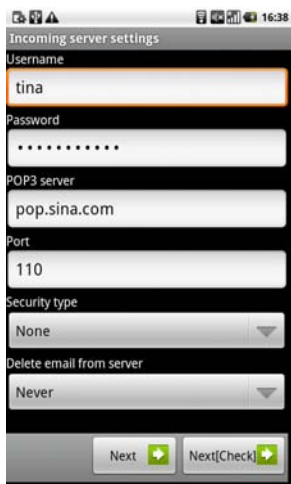 16:38
Incoming server settings
Username
tina
Password
•••••••••••
POP3 server
pop.sina.com
Port
110
Security type
None
Delete email from server
Never
Next
Next[Check]